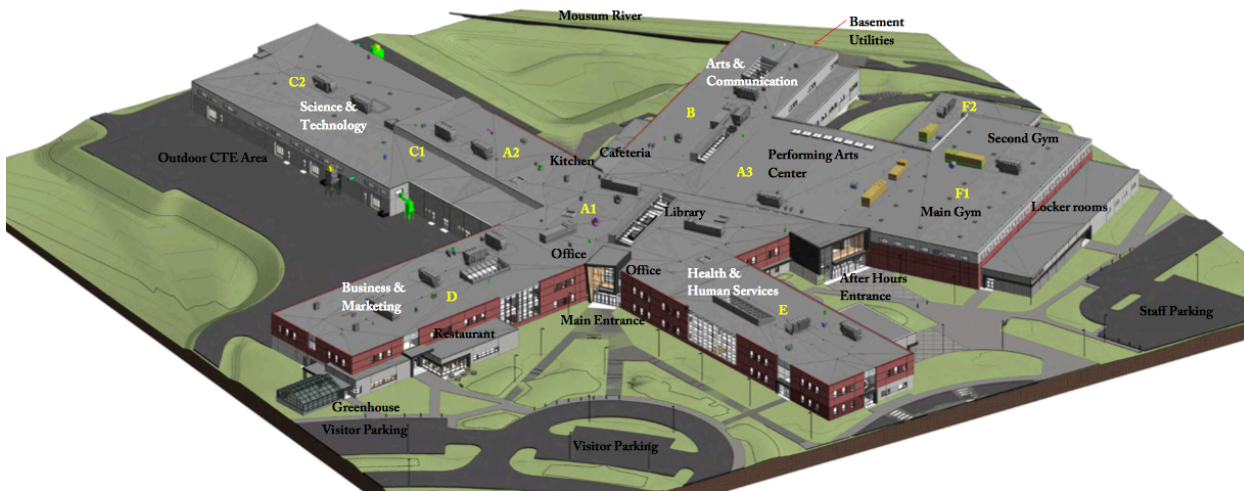 Mousum River
Basement
Utilities
Arts &
Communication
C2
Science &
Technology
B
F2
Second Gym
Outdoor CTE Area
C1
A2
Kitchen
Cafeteria
Performing Arts
Center
A3
F1
Main Gym
Locker rooms
A1
Library
Office
Office
Business &
Marketing
D
Health &
Human Services
E
After Hours
Entrance
Staff Parking
Main Entrance
Restaurant
Greenhouse
Visitor Parking
Visitor Parking